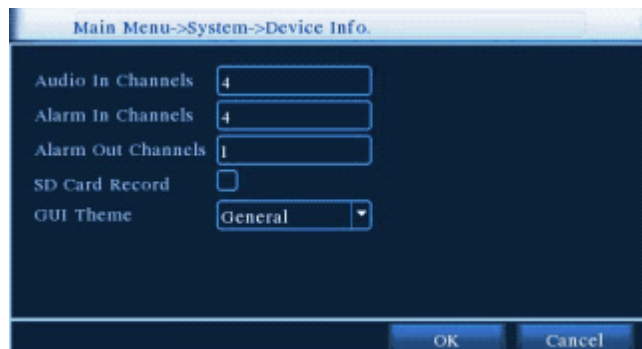 Main Menu->System->Device Info.
Audio In Channels 4
Alarm In Channels 4
Alarm Out Channels 1
SD Card Record
GUI Theme General
OK Cancel